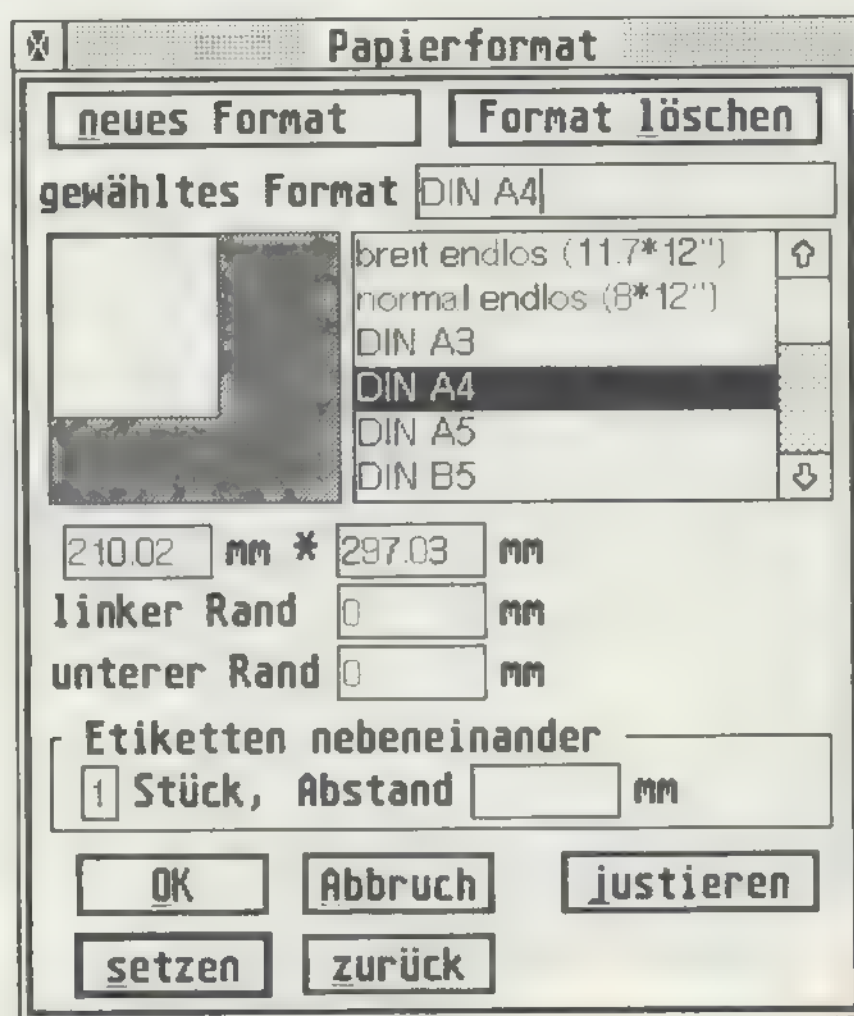 Papierformat
neues Format Format löschen
gewähltes Format DIN A4
breit endlos (11.7*12")
normal endlos (8*12")
DIN A3
DIN A4
DIN A5
DIN B5
210.02 mm * 297.03 mm
linker Rand 0 mm
unterer Rand 0 mm
Etiketten nebeneinander
1 Stück, Abstand mm
OK Abbruch justieren
setzen zurück